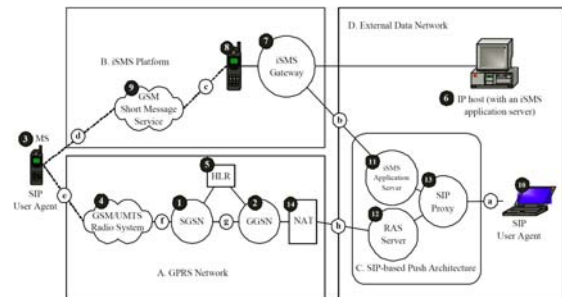 D. External Data Network
8
7
B. iSMS Platform
iSMS
Gateway
9
c
GSM
Short Message
Service
6 IP host (with an iSMS
application server)
3 MS
d
b
SIP
User Agent
e
5
HLR
11
iSMS
Application
Server
13
SIP
Proxy
a
10
SIP
User Agent
4
GSM/UMTS
Radio System
f
1
SGSN
g
2
GGSN
14
NAT
b
12
RAS
Server
A. GPRS Network
C. SIP-based Push Architecture